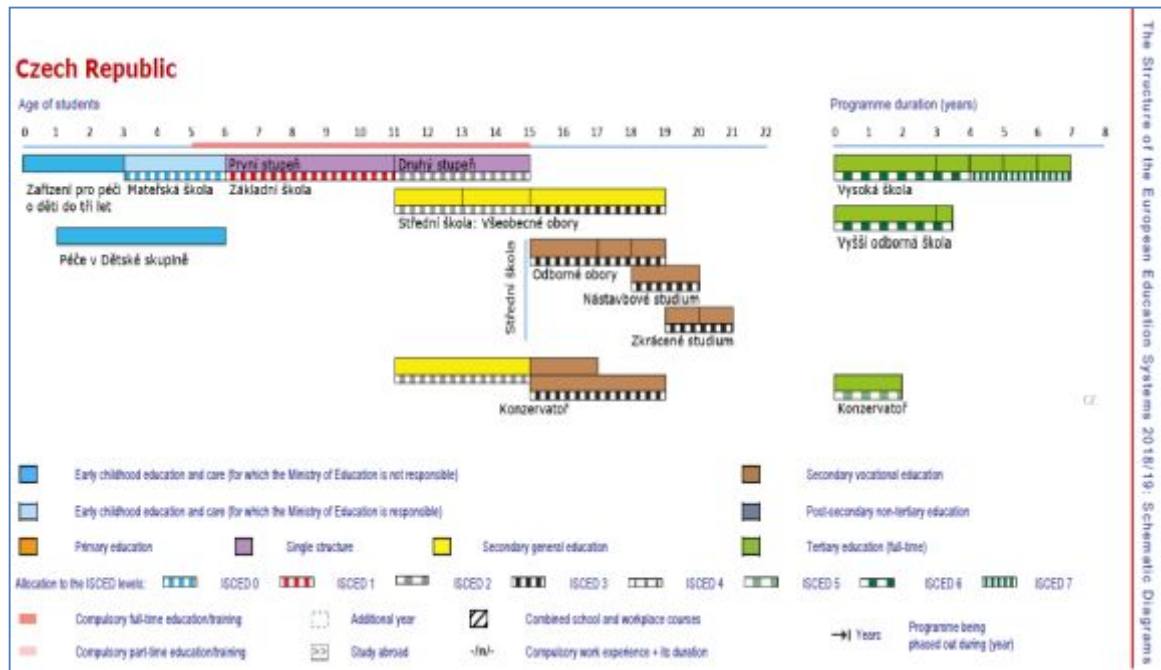 Czech Republic
Age of students
Programme duration (years)
0 1 2 3 4 5 6 7 8 9 10 11 12 13 14 15 16 17 18 19 20 21 22
0 1 2 3 4 5 6 7 8
První stupeň
Druhý stupeň
Zařízení pro péči
o děti do tří let
Mateřská škola
Základní škola
Vysoká škola
Střední škola: Všeobecné obory
Vyšší odborná škola
Péče v Dětské skupině
Střední škola
Odborné obory
Nástavbové studium
Zkrácené studium
Konzervatoř
Konzervatoř
CZ
Early childhood education and care (for which the Ministry of Education is not responsible)
Secondary vocational education
Early childhood education and care (for which the Ministry of Education is responsible)
Post-secondary non-tertiary education
Primary education
Single structure
Secondary general education
Tertiary education (full-time)
Allocation to the ISCED levels:
ISCED 0
ISCED 1
ISCED 2
ISCED 3
ISCED 4
ISCED 5
ISCED 6
ISCED 7
Compulsory full-time education/training
Additional year
Combined school and workplace courses
Years
Programme being
phased out during (year)
Compulsory part-time education/training
>>
Study abroad
-/n/-
Compulsory work experience + its duration
The Structure of the European Education Systems 2018/19: Schematic Diagrams